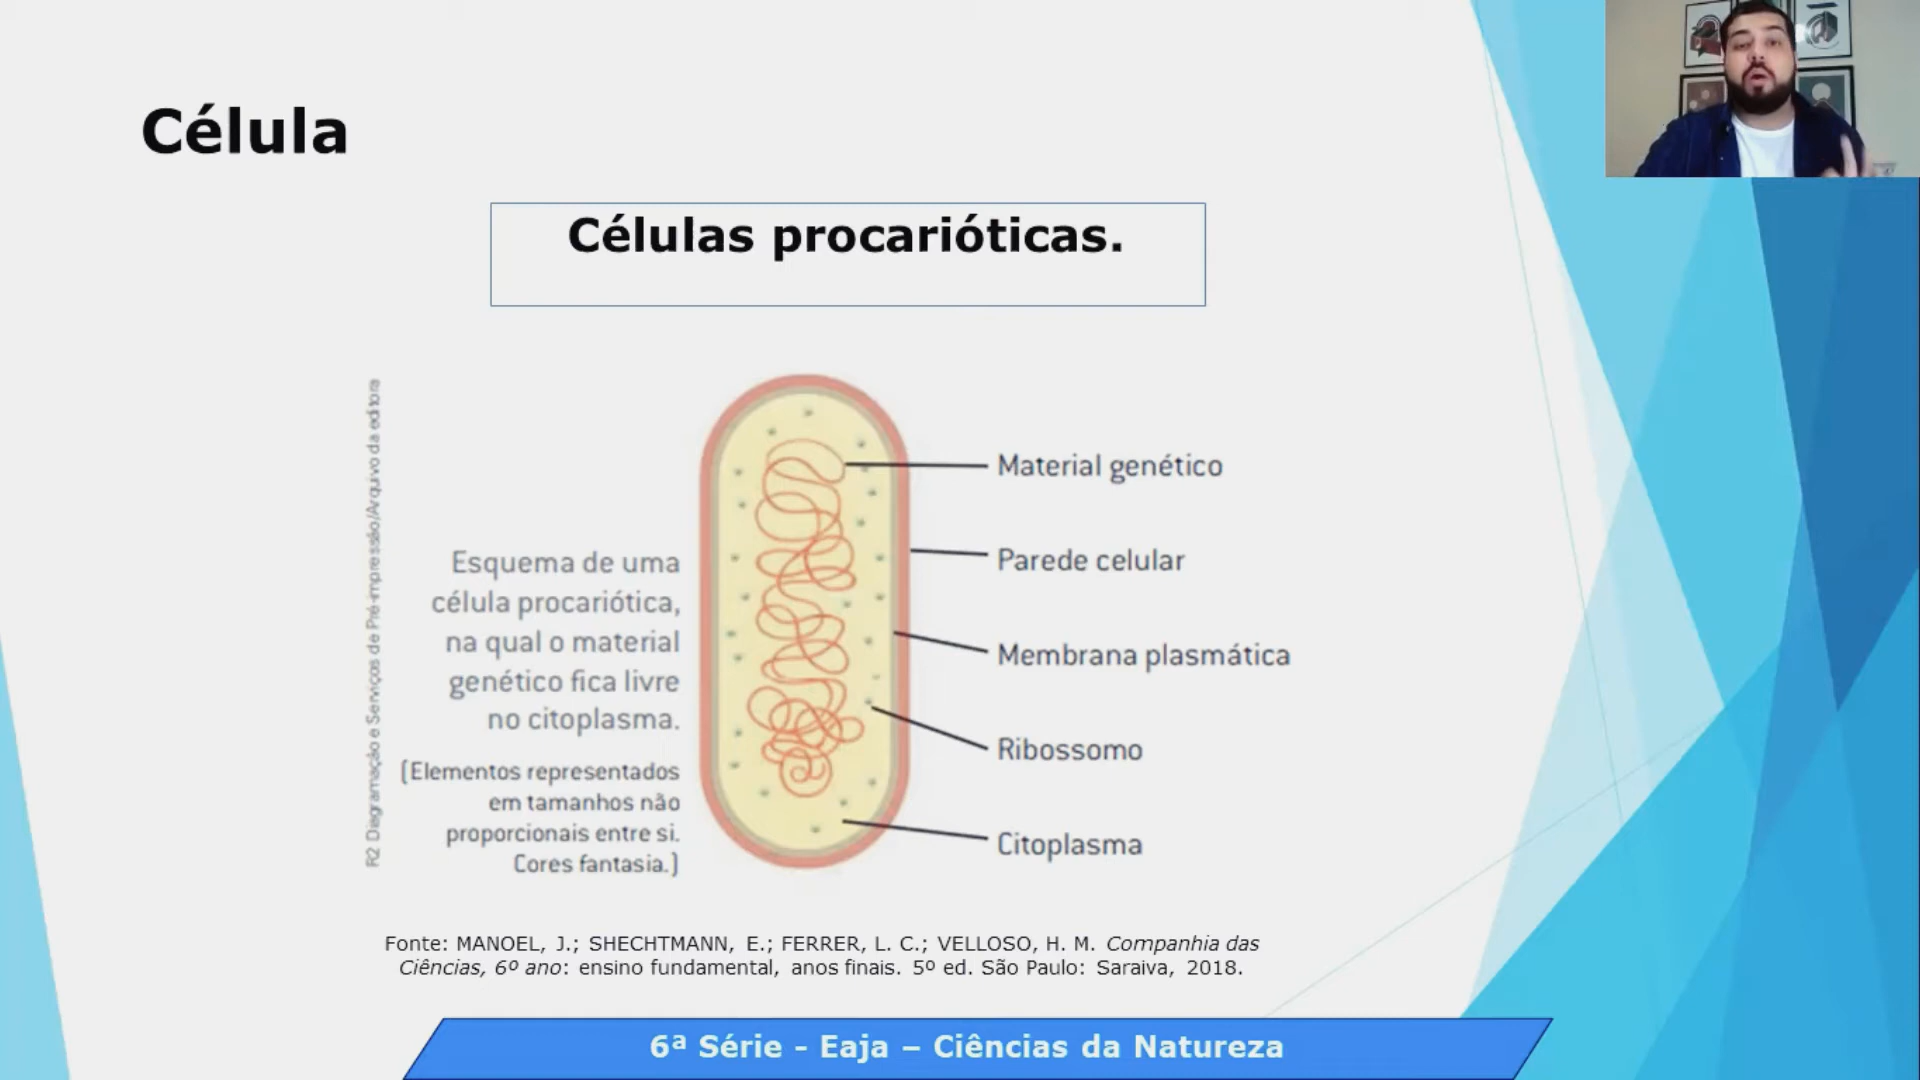 Célula
Células procarióticas.
R2 Diagramação e Serviços de Pré-impressão/Arquivo da editora
Esquema de uma
célula procariótica,
na qual o material
genético fica livre
no citoplasma.
(Elementos representados
em tamanhos não
proporcionais entre si.
Cores fantasia.)
Material genético
Parede celular
Membrana plasmática
Ribossomo
Citoplasma
Fonte: MANOEL, J.; SHECHTMANN, E.; FERRER, L. C.; VELLOSO, H. M. Companhia das
Ciências, 6º ano: ensino fundamental, anos finais. 5º ed. São Paulo: Saraiva, 2018.
6ª Série - Eaja – Ciências da Natureza